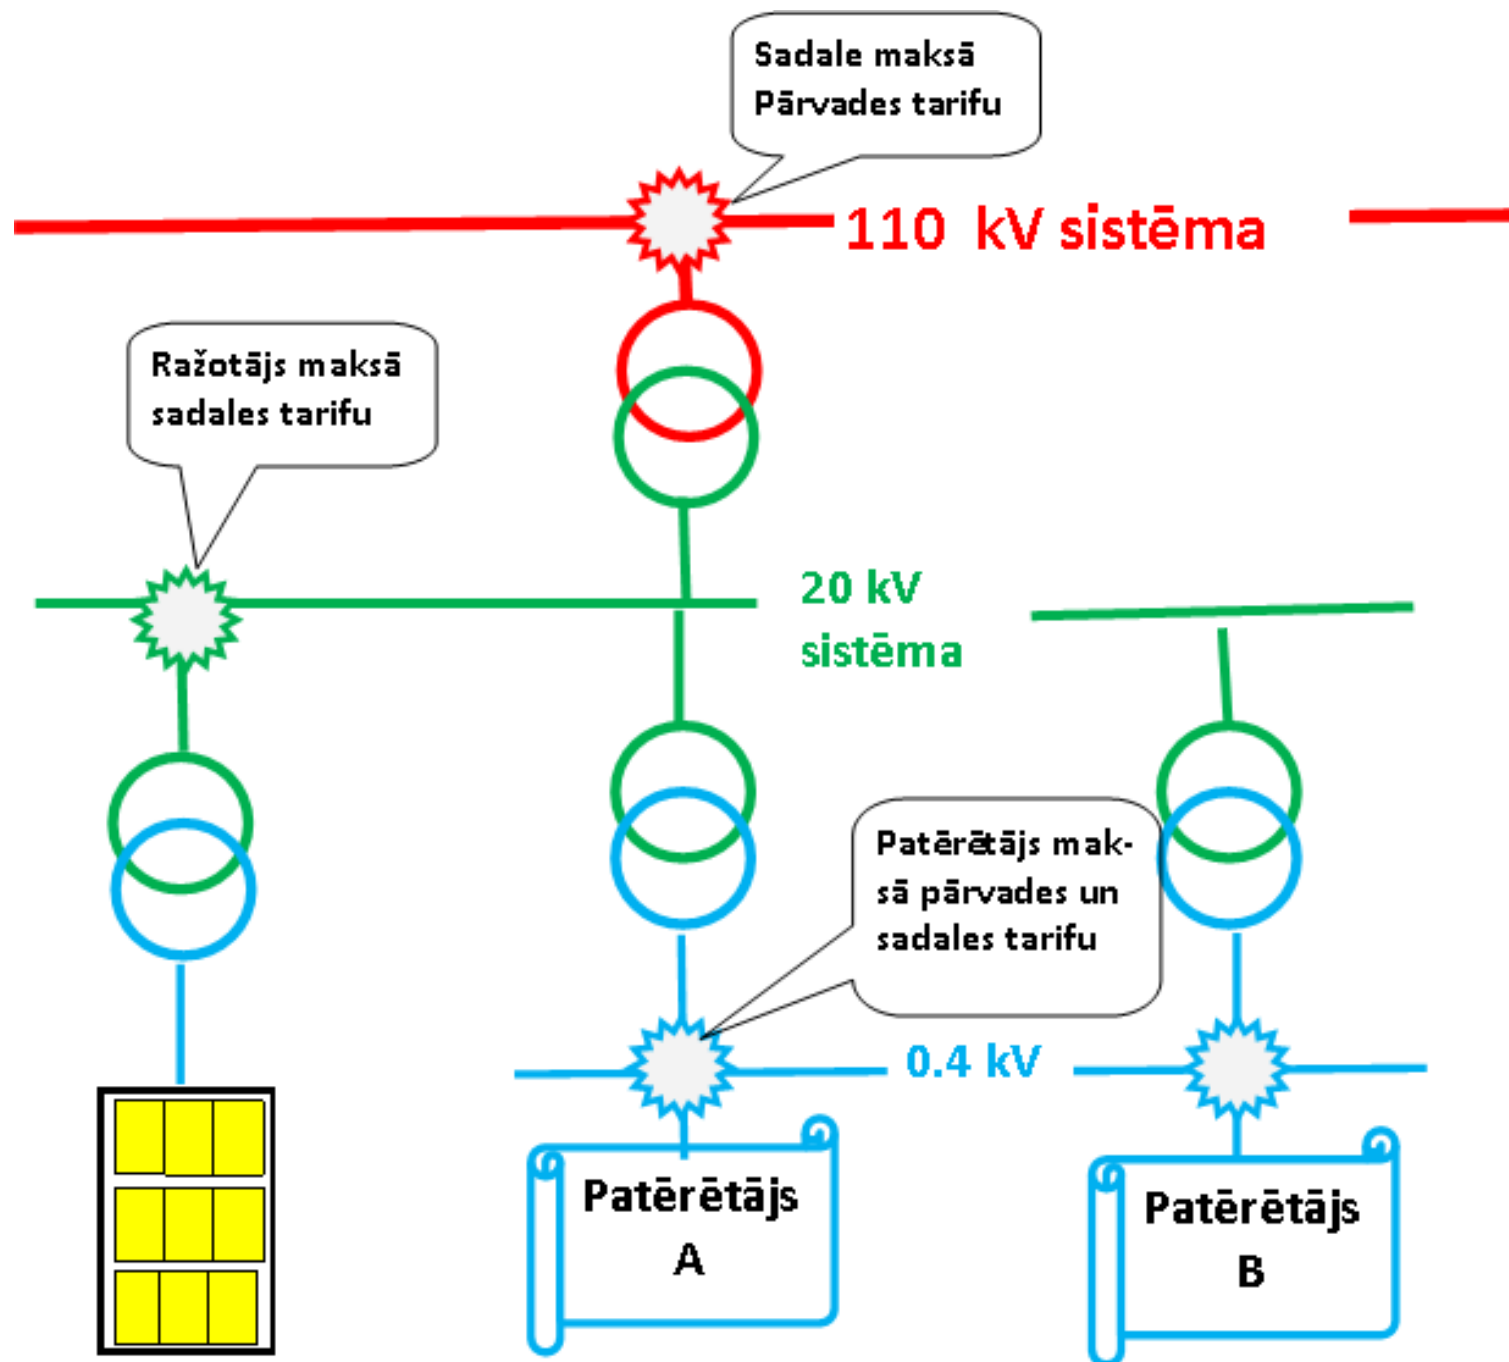 Sadale maksā
Pārvades tarifu
110 kV sistēma
Ražotājs maksā
sadales tarifu
20 kV
sistēma
Patērētājs mak-
sā pārvades un
sadales tarifu
0.4 kV
Patērētājs
A
Patērētājs
B